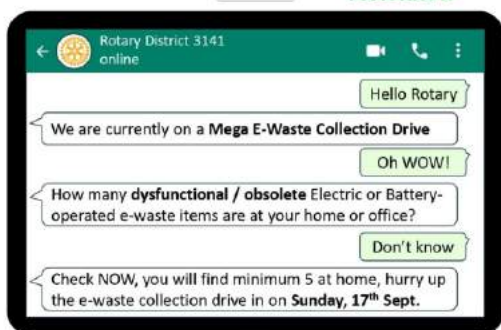 Rotary District 3141
online
Hello Rotary
We are currently on a Mega E-Waste Collection Drive
Oh WOW!
How many dysfunctional / obsolete Electric or Battery-
operated e-waste items are at your home or office?
Don't know
Check NOW, you will find minimum 5 at home, hurry up
the e-waste collection drive in on Sunday, 17th Sept.